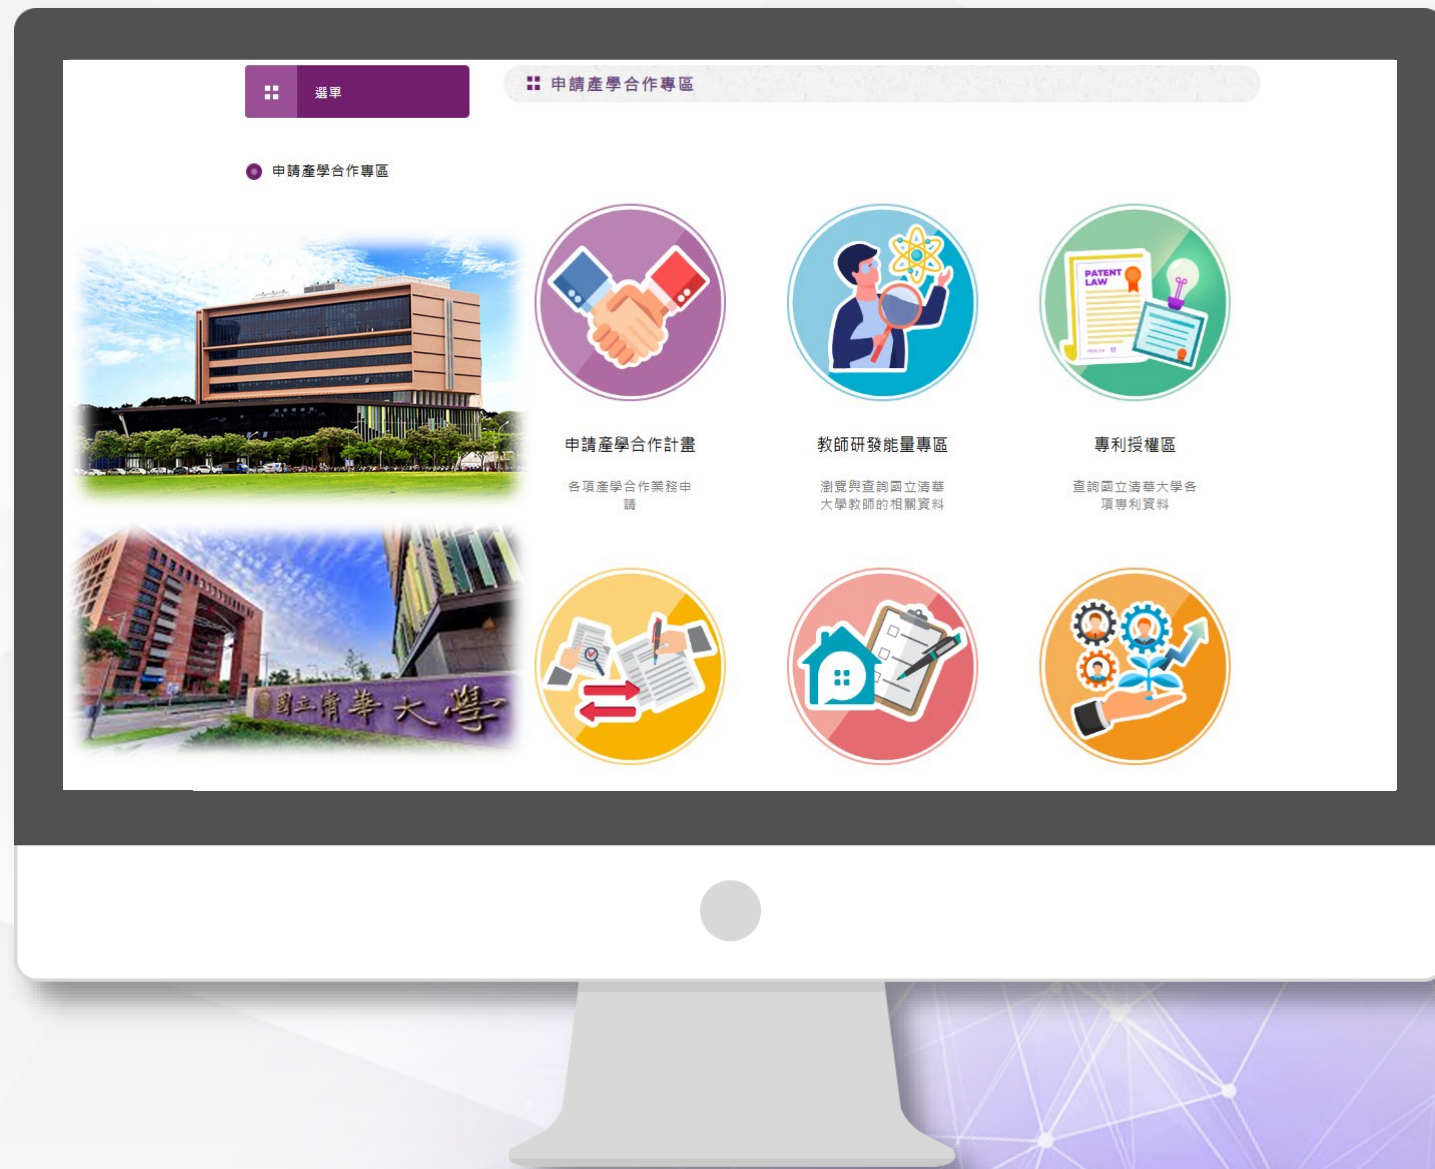 選單
申請產學合作專區
申請產學合作專區
PATENT
LAW
申請產學合作計畫
教師研發能量專區
專利授權區
各項產學合作業務申
請
瀏覽與查詢國立清華
大學教師的相關資料
查詢國立清華大學各
項專利資料
國立清華大學